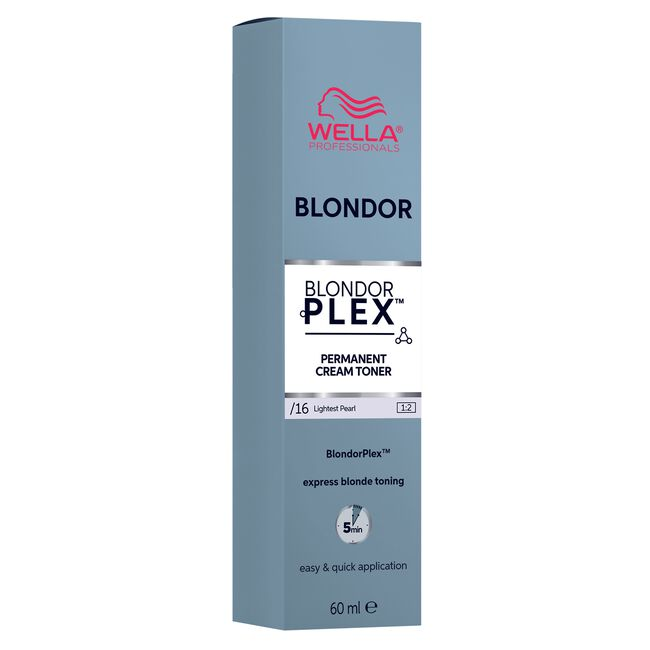 WELLA®
PROFESSIONALS
BLONDOR
BLONDOR
PLEX™
PERMANENT
CREAM TONER
/16 Lightest Pearl 1:2
BlondorPlex™
express blonde toning
5min
easy & quick application
60 ml ℮